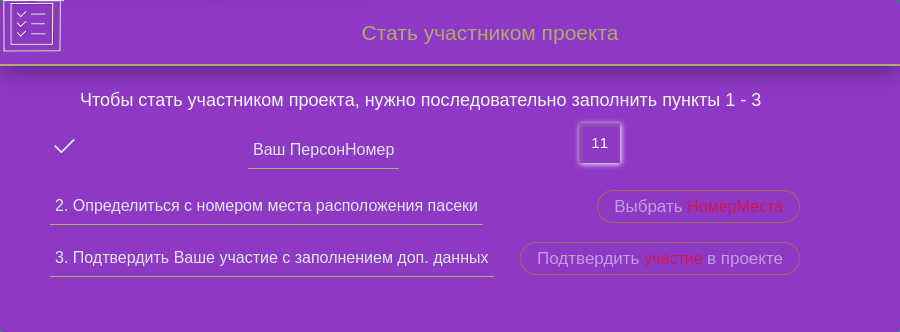 Стать участником проекта
Чтобы стать участником проекта, нужно последовательно заполнить пункты 1 - 3
Ваш ПерсонНомер 11
2. Определиться с номером места расположения пасеки Выбрать НомерМеста
3. Подтвердить Ваше участие с заполнением доп. данных Подтвердить участие в проекте